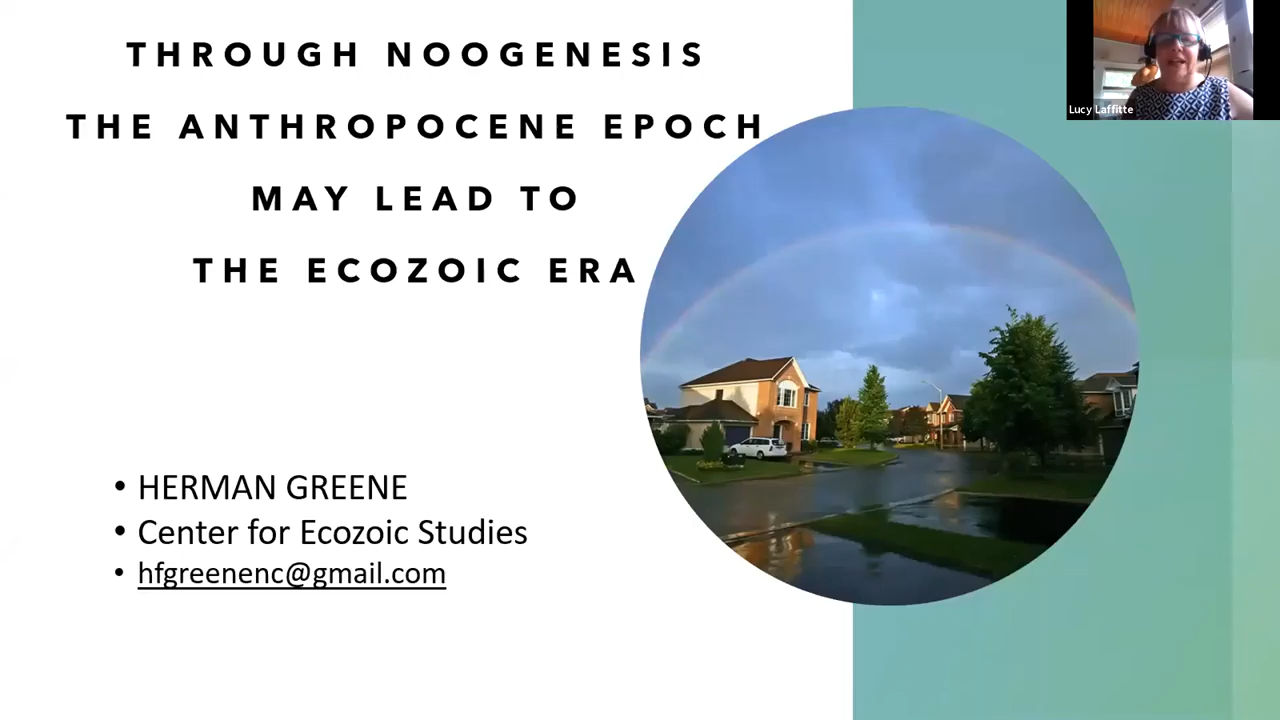 THROUGH NOOGENESIS
THE ANTHROPOCENE EPOCH
MAY LEAD TO
THE ECOZOIC ERA
• HERMAN GREENE
• Center for Ecozoic Studies
• hfgreenenc@gmail.com
Lucy Laffitte